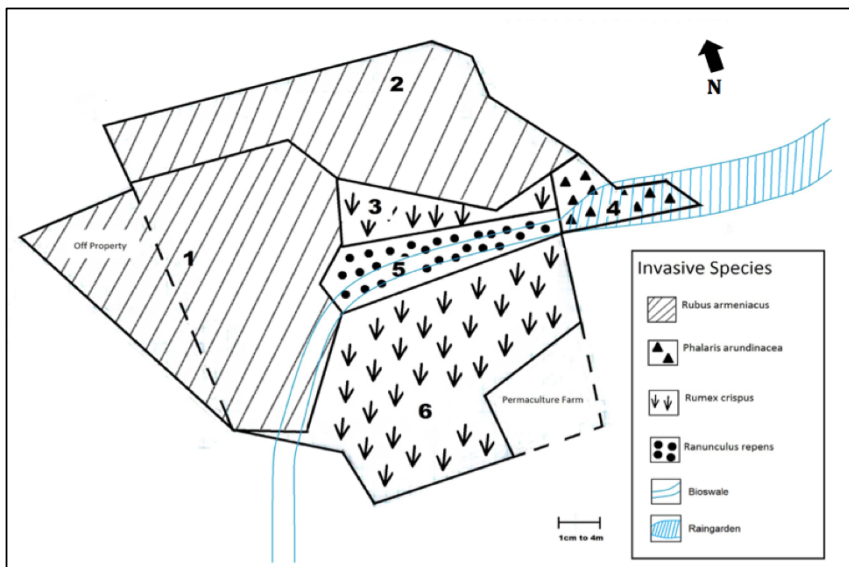 2
N
3
4
Off Property
1
5
6
Permaculture Farm
1cm to 4m
Invasive Species
Rubus armeniacus
Phalaris arundinacea
Rumex crispus
Ranunculus repens
Bioswale
Raingarden